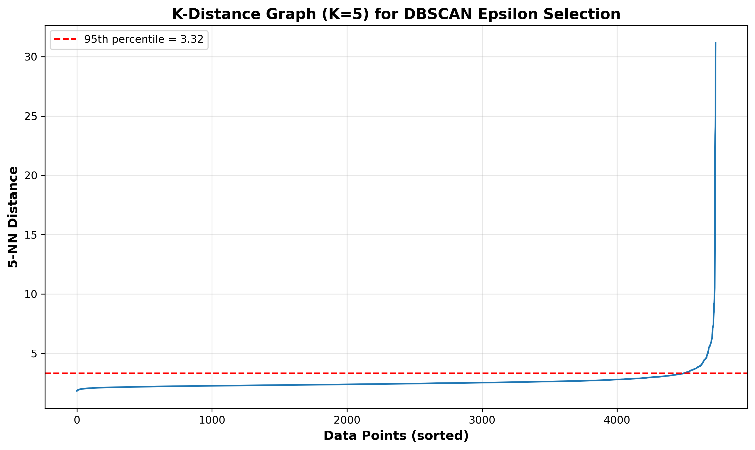 K-Distance Graph (K=5) for DBSCAN Epsilon Selection
95th percentile = 3.32
30
25
20
15
10
5
5-NN Distance
0 1000 2000 3000 4000
Data Points (sorted)